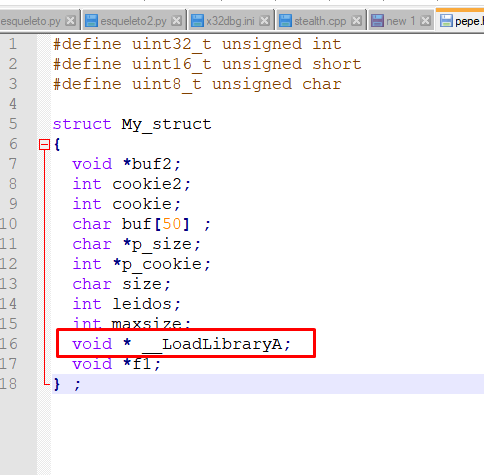 esqueleto.py esqueleto2.py x32dbg.ini stealth.cpp new 1
1 #define uint32_t unsigned int
2 #define uint16_t unsigned short
3 #define uint8_t unsigned char
4
5 struct My_struct
6 {
7 void *buf2;
8 int cookie2;
9 int cookie;
10 char buf[50] ;
11 char *p_size;
12 int *p_cookie;
13 char size;
14 int leidos;
15 int maxsize;
16 void * __LoadLibraryA;
17 void *f1;
18 } ;